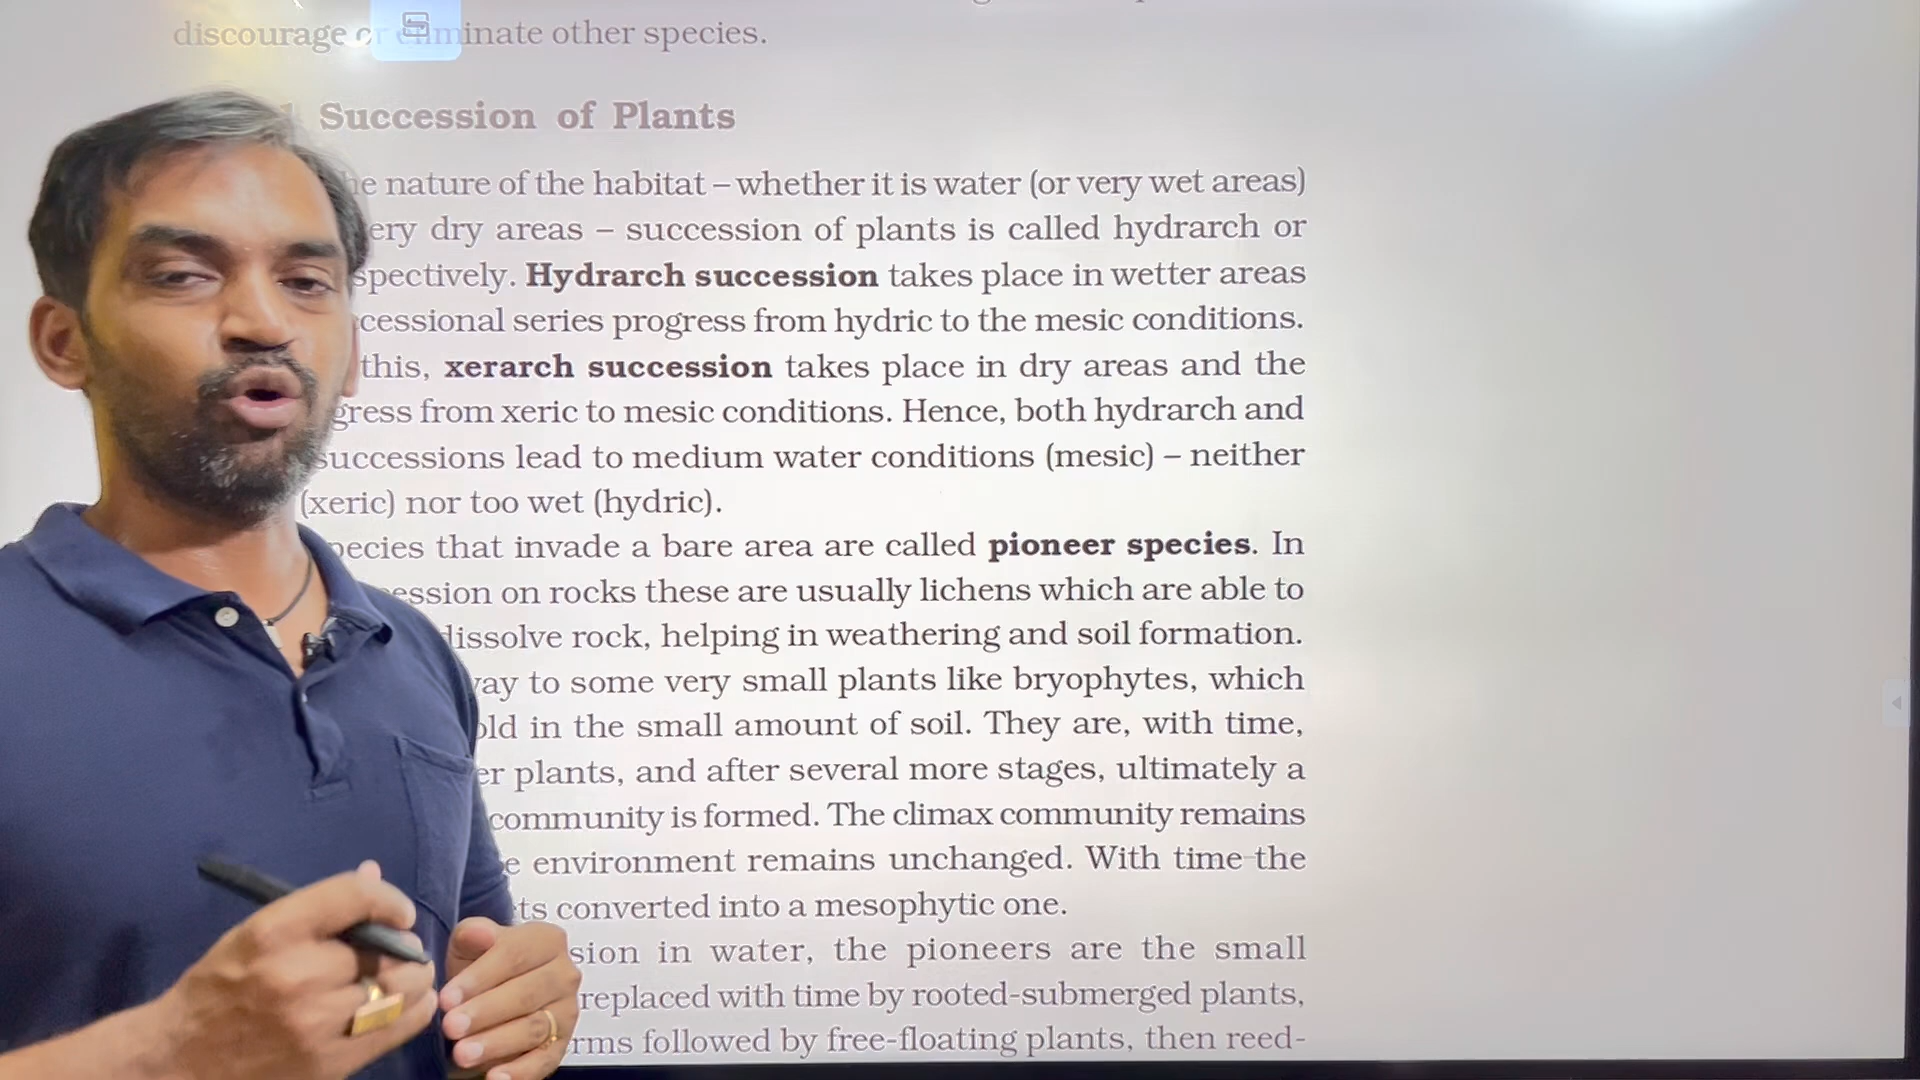 discourage or eliminate other species.
1 Succession of Plants
he nature of the habitat – whether it is water (or very wet areas)
ery dry areas – succession of plants is called hydrarch or
spectively. Hydrarch succession takes place in wetter areas
cessional series progress from hydric to the mesic conditions.
this, xerarch succession takes place in dry areas and the
gress from xeric to mesic conditions. Hence, both hydrarch and
successions lead to medium water conditions (mesic) – neither
(xeric) nor too wet (hydric).
pecies that invade a bare area are called pioneer species. In
ession on rocks these are usually lichens which are able to
dissolve rock, helping in weathering and soil formation.
ay to some very small plants like bryophytes, which
old in the small amount of soil. They are, with time,
er plants, and after several more stages, ultimately a
community is formed. The climax community remains
e environment remains unchanged. With time the
ts converted into a mesophytic one.
sion in water, the pioneers are the small
replaced with time by rooted-submerged plants,
rms followed by free-floating plants, then reed-